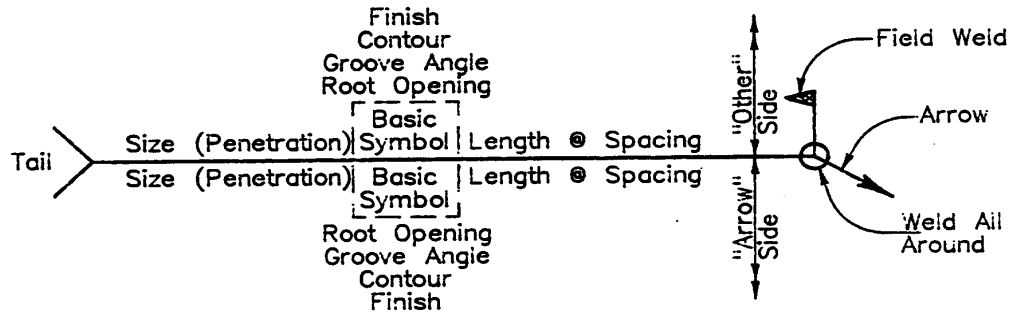 Finish
Contour
Groove Angle
Root Opening
Basic
Symbol
Size (Penetration)
Length @ Spacing
Tail
Size (Penetration)
Basic
Symbol
Length @ Spacing
Root Opening
Groove Angle
Contour
Finish
"Other"
Side
"Arrow"
Side
Field Weld
Arrow
Weld All
Around